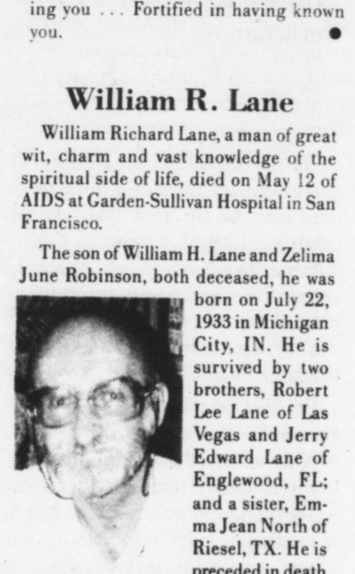 ing you ... Fortified in having known
you. ●
William R. Lane
William Richard Lane, a man of great
wit, charm and vast knowledge of the
spiritual side of life, died on May 12 of
AIDS at Garden-Sullivan Hospital in San
Francisco.
The son of William H. Lane and Zelima
June Robinson, both deceased, he was
born on July 22,
1933 in Michigan
City, IN. He is
survived by two
brothers, Robert
Lee Lane of Las
Vegas and Jerry
Edward Lane of
Englewood, FL;
and a sister, Em-
ma Jean North of
Riesel, TX. He is
preceded in death